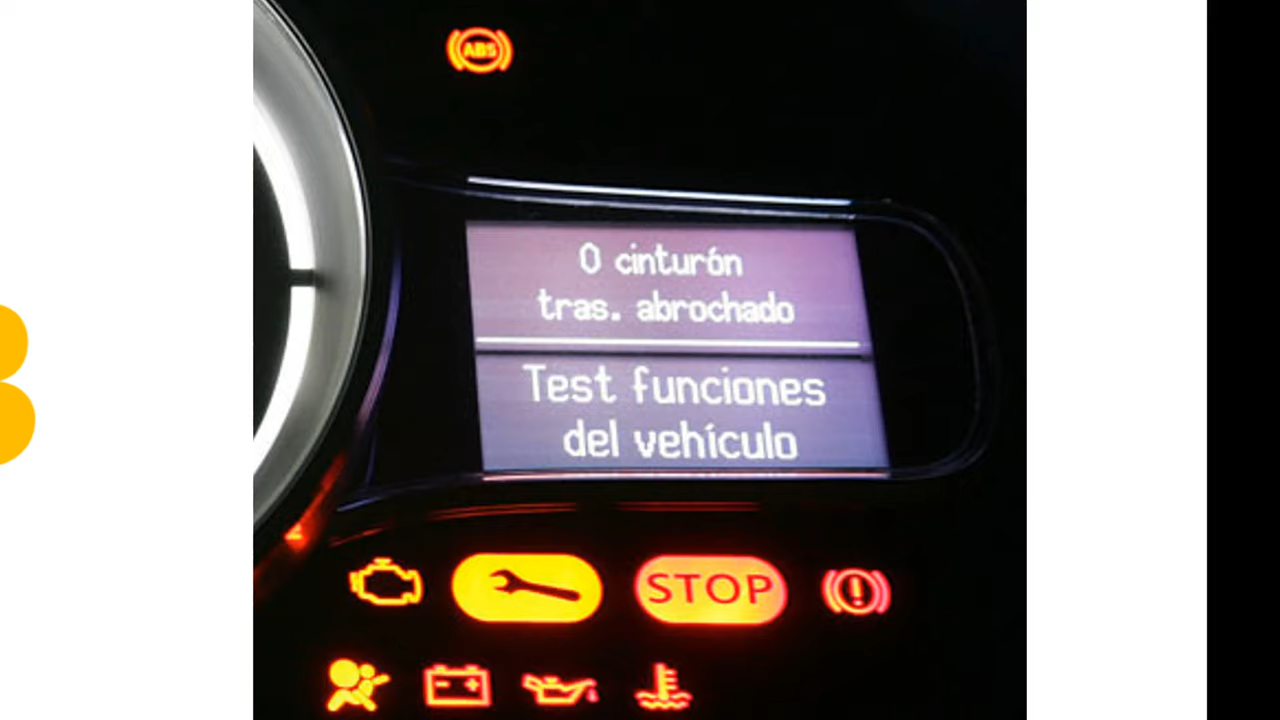 ABS
0 cinturón
tras. abrochado
Test funciones
del vehículo
STOP